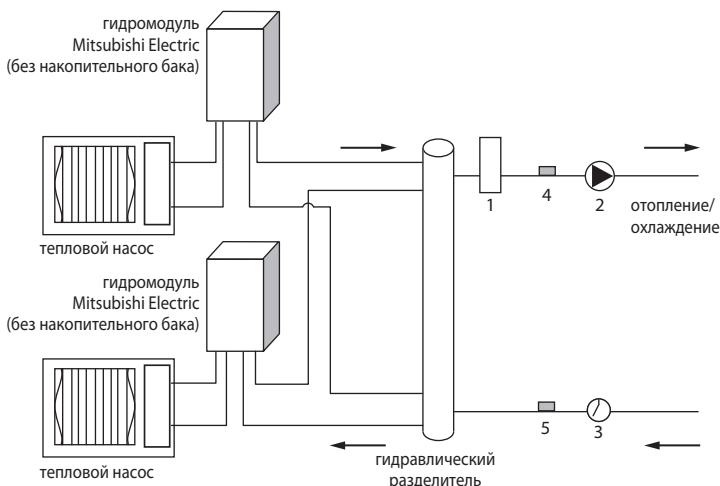 гидромодуль
Mitsubishi Electric
(без накопительного бака)
тепловой насос
гидромодуль
Mitsubishi Electric
(без накопительного бака)
тепловой насос
1
4
2
отопление/
охлаждение
5
3
гидравлический
разделитель